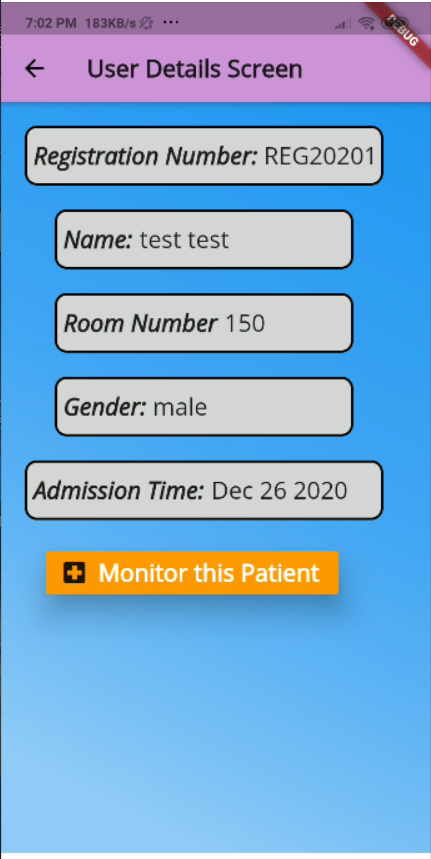 7:02 PM 183KB/s ...
DEBUG
User Details Screen
Registration Number: REG20201
Name: test test
Room Number 150
Gender: male
Admission Time: Dec 26 2020
Monitor this Patient